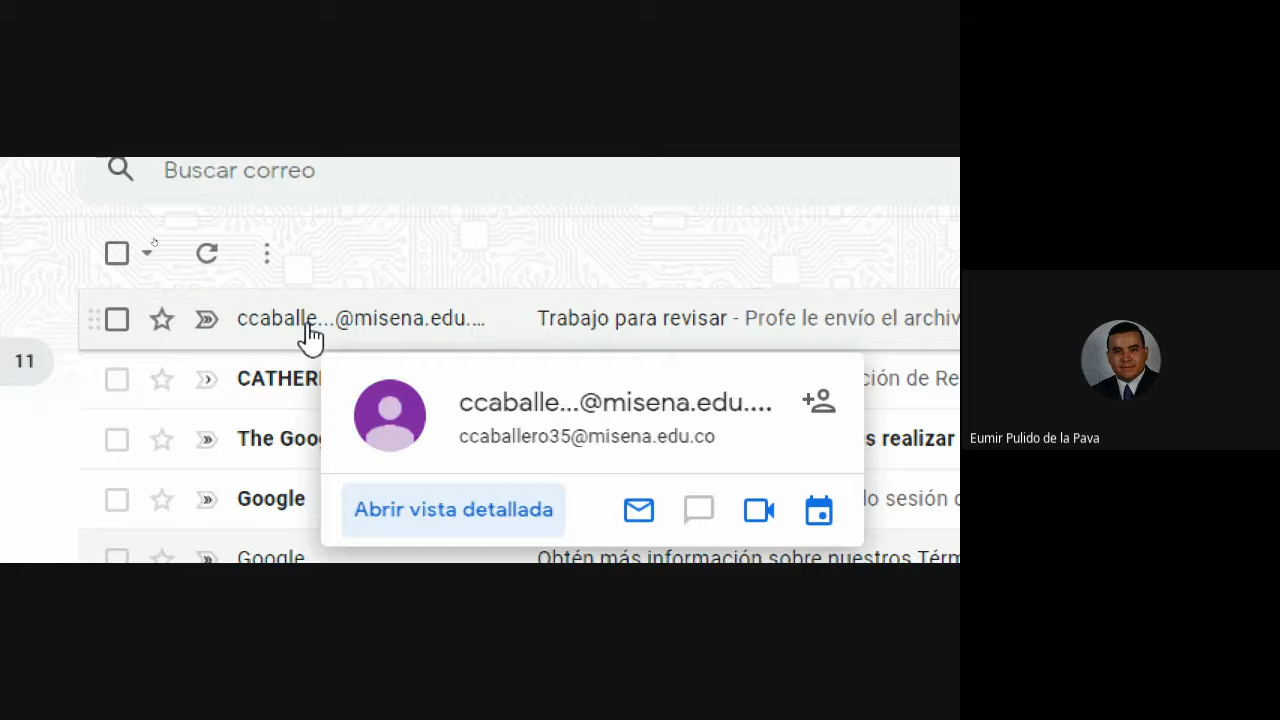 Buscar correo
ccaballe...@misena.edu.... Trabajo para revisar - Profe le envío el archiv
11
CATHERI ción de Re
ccaballe...@misena.edu....
ccaballero35@misena.edu.co
The Goo s realizar
Google lo sesión
Abrir vista detallada
Google Obtén más información sobre nuestros Térm
Eumir Pulido de la Pava